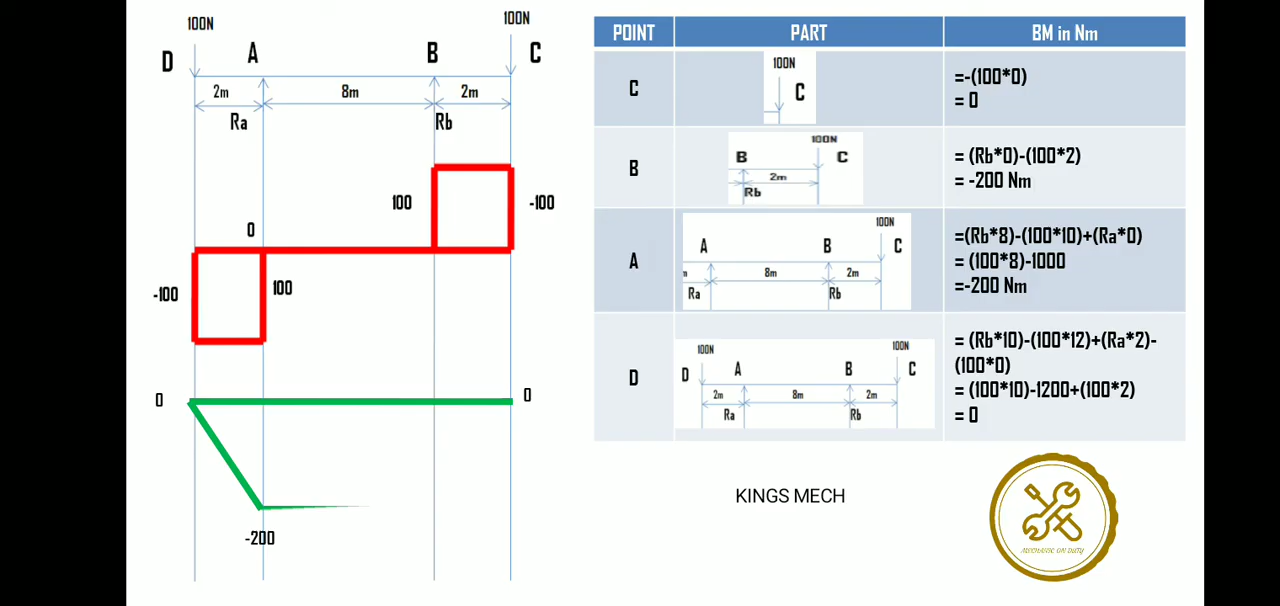 100N
100N
D
A
B
C
2m
8m
2m
Ra
Rb
100
-100
0
-100
100
0
0
-200
POINT PART BM in Nm
C
100N
C
=-(100*0)
= 0
B
100N
B
C
2m
Rb
= (Rb*0)-(100*2)
= -200 Nm
A
100N
A
B
C
m
8m
2m
Ra
Rb
=(Rb*8)-(100*10)+(Ra*0)
= (100*8)-1000
=-200 Nm
D
100N
100N
D
A
B
C
2m
8m
2m
Ra
Rb
= (Rb*10)-(100*12)+(Ra*2)-
(100*0)
= (100*10)-1200+(100*2)
= 0
KINGS MECH
MECHANIC ON DUTY